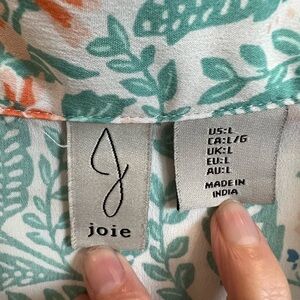 J
joie
US:L
CA:L/G
UK:L
EU:L
AU:L
MADE IN
INDIA